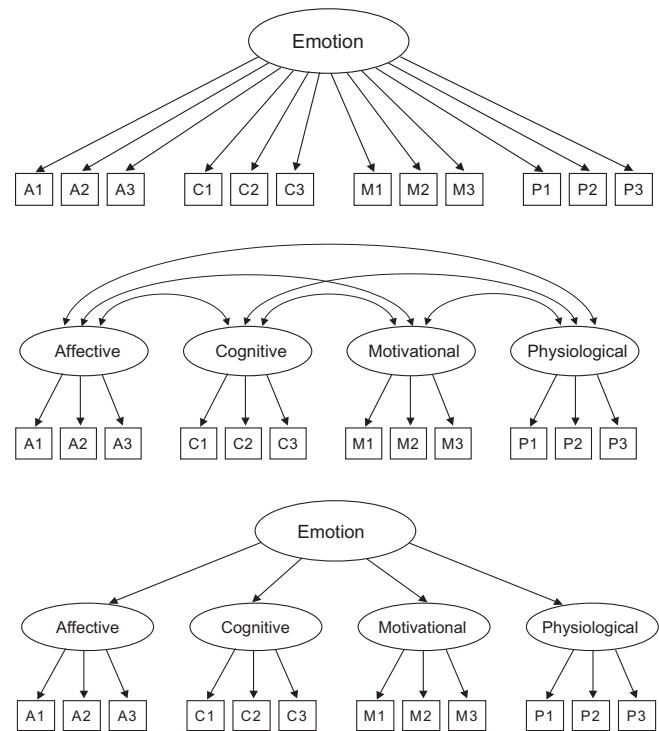 Emotion
A1 A2 A3 C1 C2 C3 M1 M2 M3 P1 P2 P3
Affective Cognitive Motivational Physiological
A1 A2 A3 C1 C2 C3 M1 M2 M3 P1 P2 P3
Emotion
Affective Cognitive Motivational Physiological
A1 A2 A3 C1 C2 C3 M1 M2 M3 P1 P2 P3